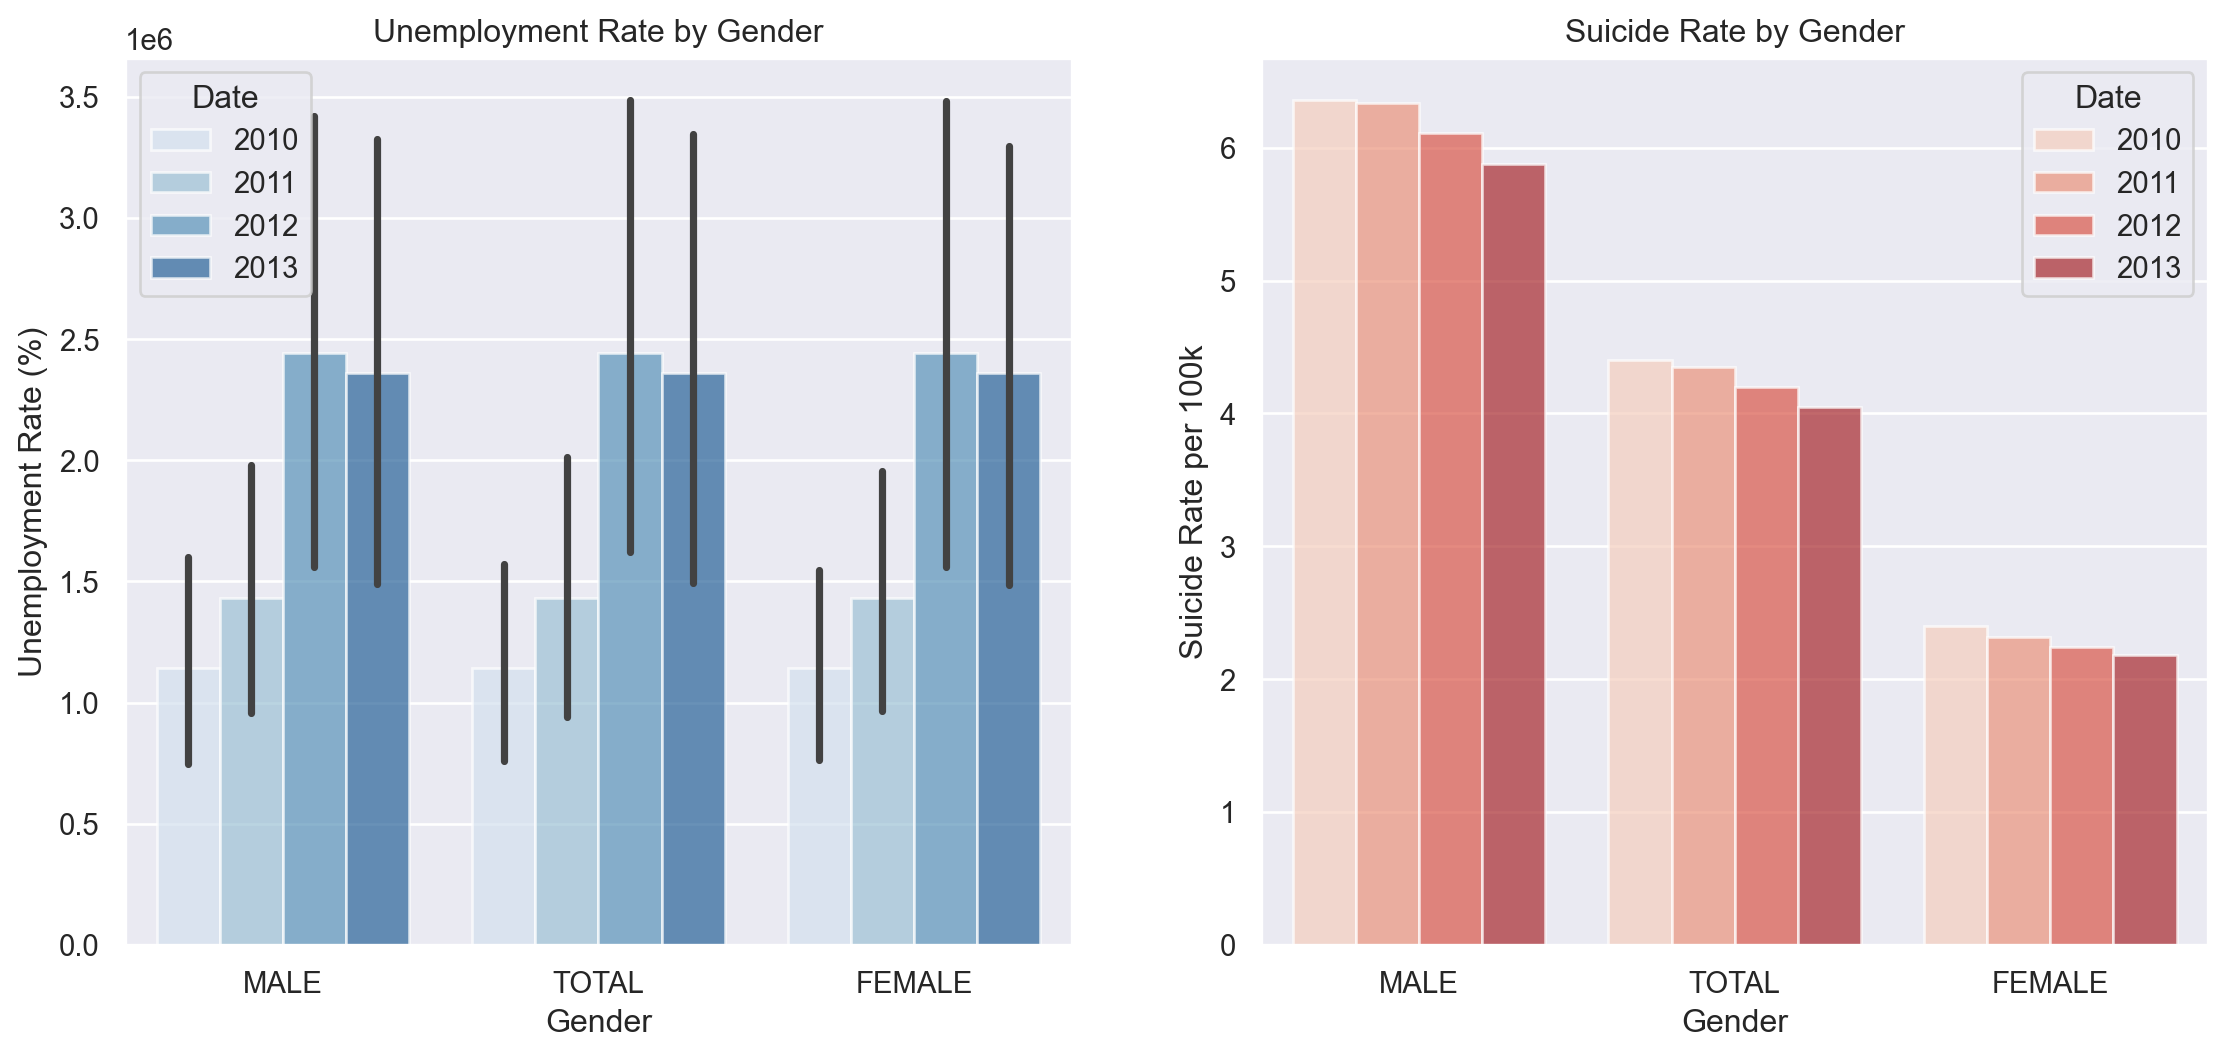 Unemployment Rate by Gender
1e6
3.5
3.0
2.5
2.0
1.5
1.0
0.5
0.0
Unemployment Rate (%)
Date
2010
2011
2012
2013
MALE
TOTAL
FEMALE
Gender
Suicide Rate by Gender
6
5
4
3
2
1
0
Suicide Rate per 100k
Date
2010
2011
2012
2013
MALE
TOTAL
FEMALE
Gender